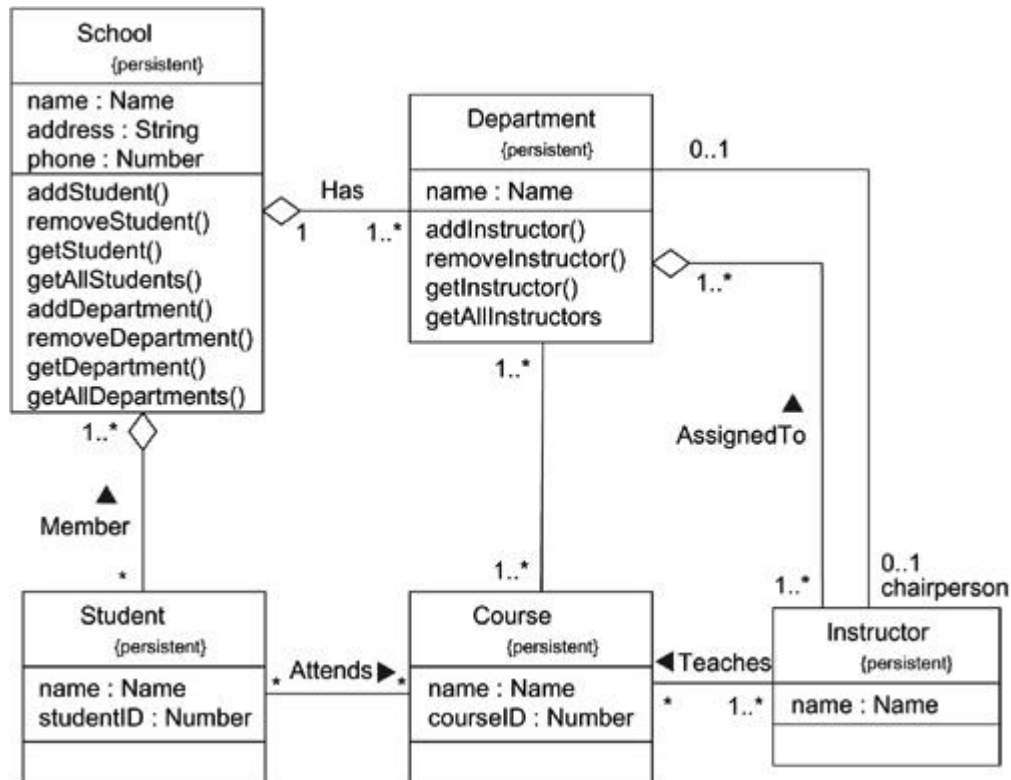 School
{persistent}
name : Name
address : String
phone : Number
addStudent()
removeStudent()
getStudent()
getAllStudents()
addDepartment()
removeDepartment()
getDepartment()
getAllDepartments()
Has
1
1..*
Department
{persistent}
name : Name
addInstructor()
removeInstructor()
getInstructor()
getAllInstructors
0..1
1..*
1..*
AssignedTo
1..*
Member
*
1..*
1..*
0..1
chairperson
Student
{persistent}
name : Name
studentID : Number
Attends
*
*
Course
{persistent}
name : Name
courseID : Number
Teaches
*
1..*
Instructor
{persistent}
name : Name